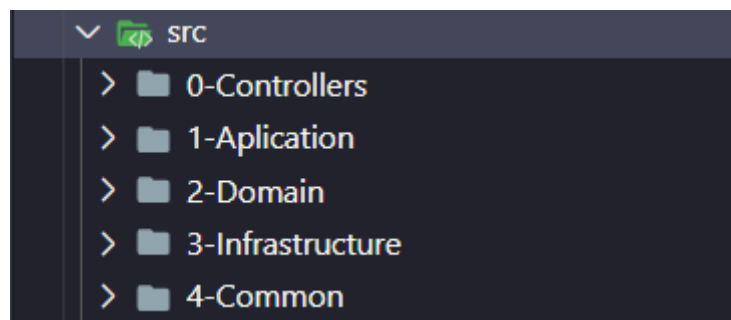 src
0-Controllers
1-Aplication
2-Domain
3-Infrastructure
4-Common